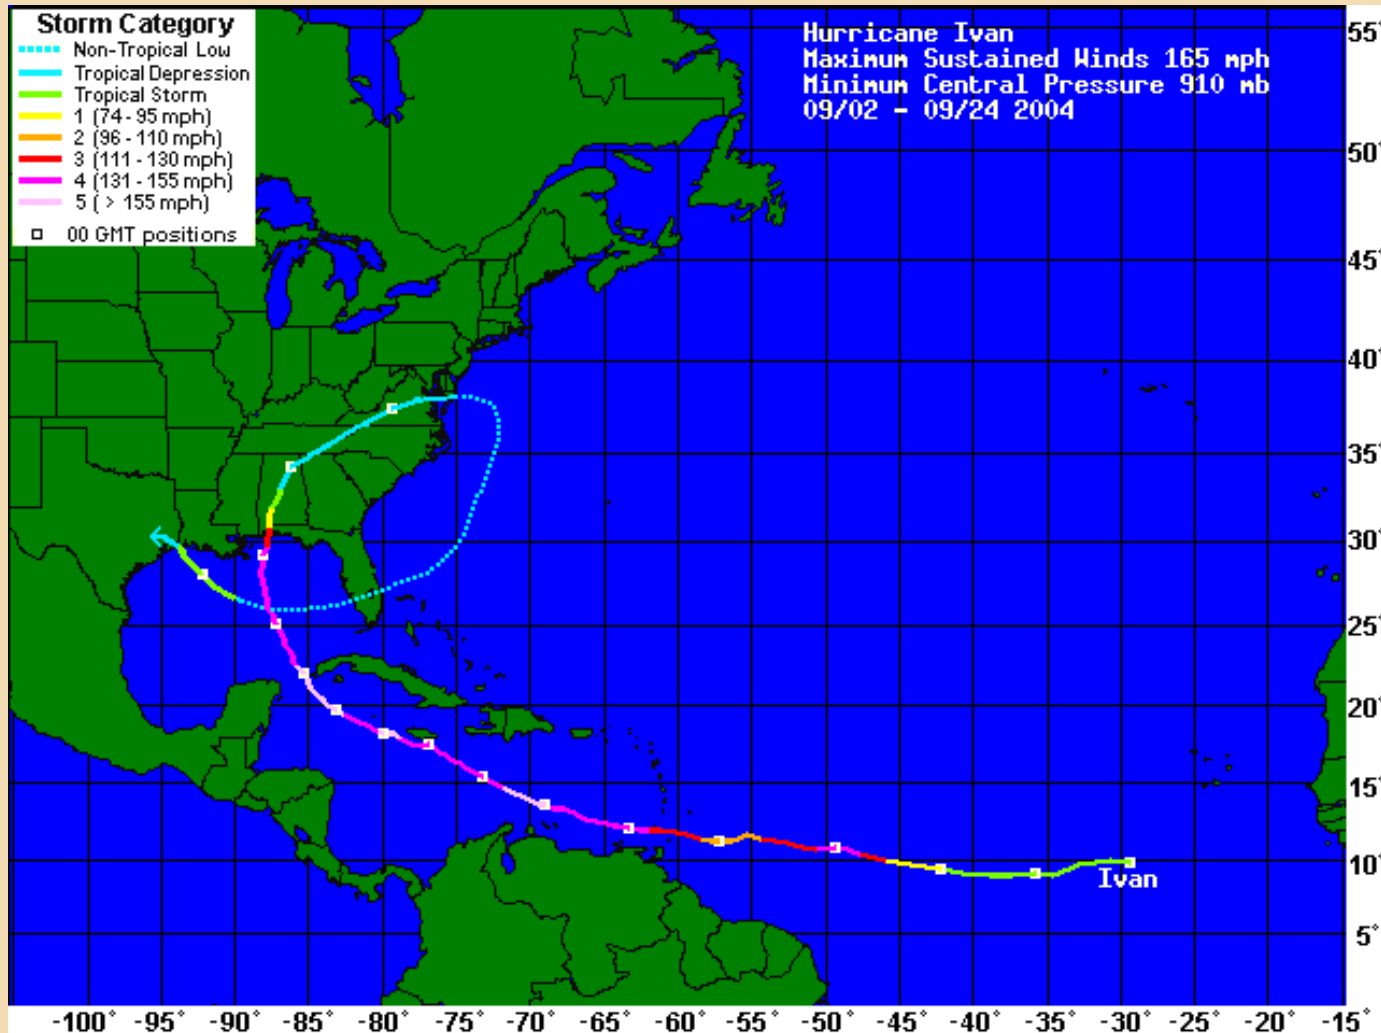 Storm Category
Non-Tropical Low
Tropical Depression
Tropical Storm
1 (74-95 mph)
2 (96-110 mph)
3 (111-130 mph)
4 (131-155 mph)
5 ( > 155 mph)
00 GMT positions
Hurricane Ivan
Maximum Sustained Winds 165 mph
Minimum Central Pressure 910 mb
09/02 - 09/24 2004
55°
50°
45°
40°
35°
30°
25°
20°
15°
10°
5°
Ivan
-100° -95° -90° -85° -80° -75° -70° -65° -60° -55° -50° -45° -40° -35° -30° -25° -20° -15°